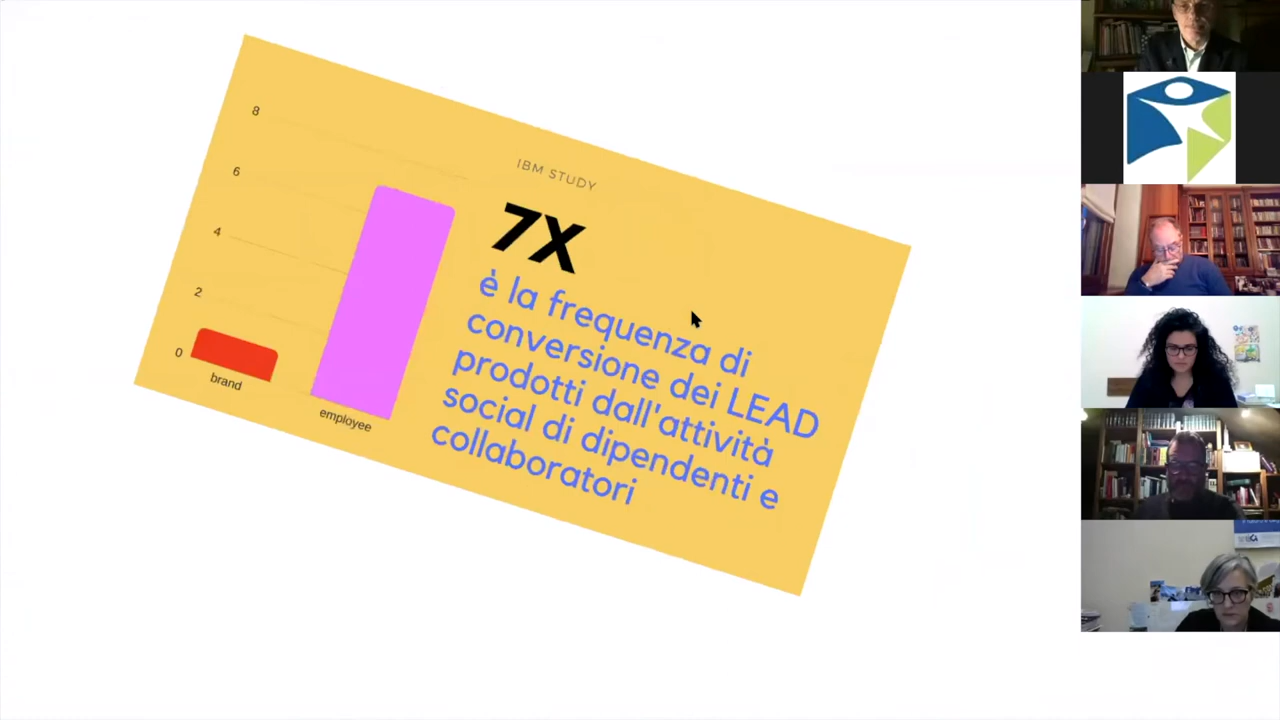 8
6
4
2
0
brand
employee
IBM STUDY
7X
è la frequenza di
conversione dei LEAD
prodotti dall'attività
social di dipendenti e
collaboratori